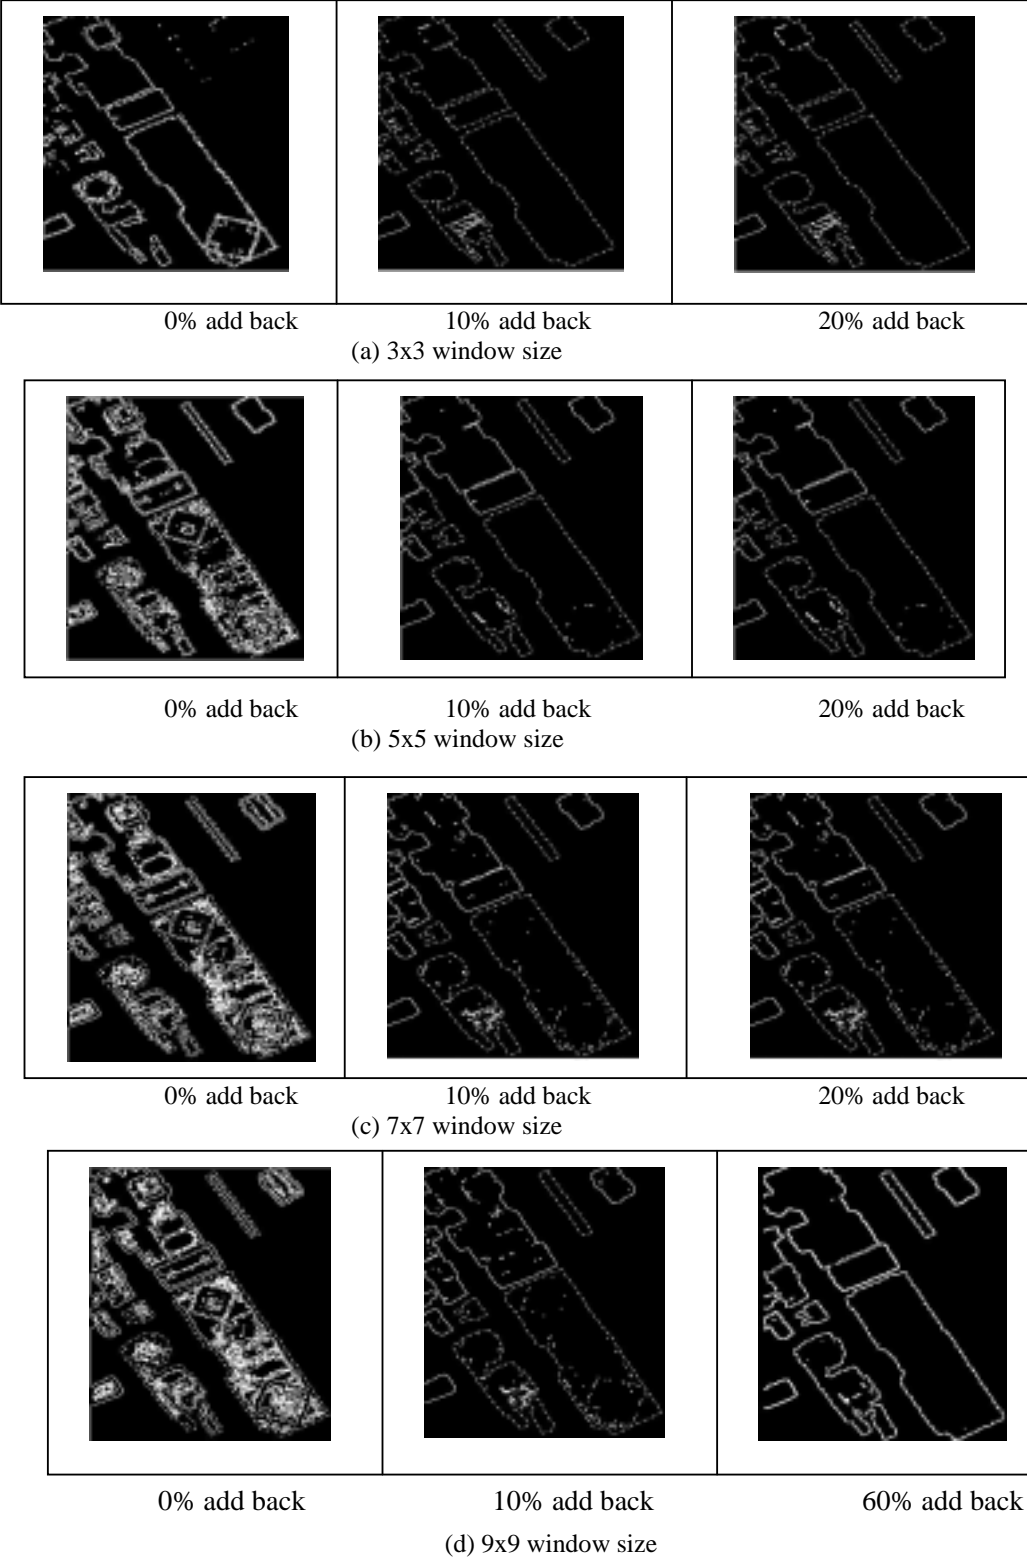 0% add back 10% add back 20% add back
(a) 3x3 window size
0% add back 10% add back 20% add back
(b) 5x5 window size
0% add back 10% add back 20% add back
(c) 7x7 window size
0% add back 10% add back 60% add back
(d) 9x9 window size